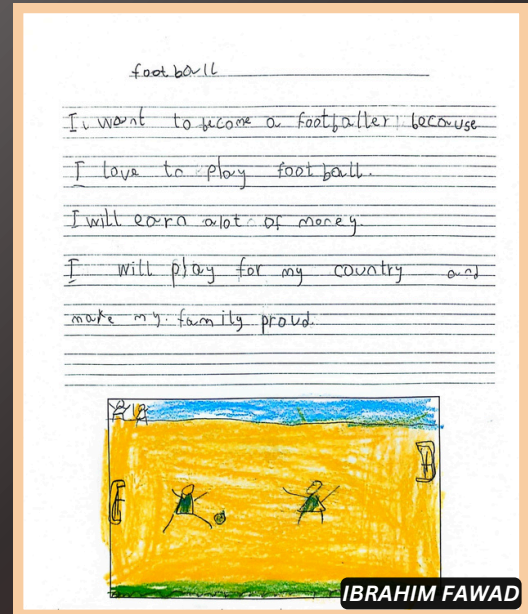 football
I want to become a footballer because
I love to play football.
I will earn alot of money.
I will play for my country and
make my family proud.
IBRAHIM FAWAD